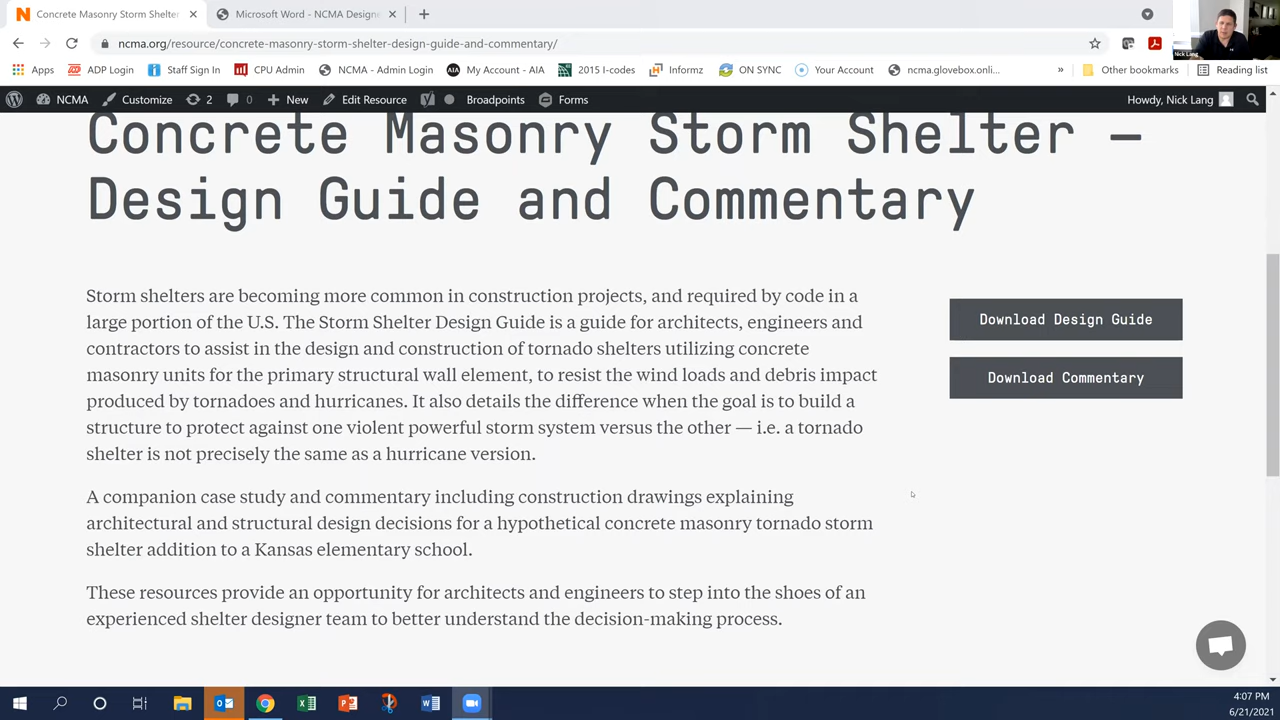 Concrete Masonry Storm Shelter
Microsoft Word - NCMA Designe
ncma.org/resource/concrete-masonry-storm-shelter-design-guide-and-commentary/
Nick Lang
Apps
ADP Login
Staff Sign In
CPU Admin
NCMA - Admin Login
My Account - AIA
2015 I-codes
Informz
ON SYNC
Your Account
ncma.glovebox.onli...
»
Other bookmarks
Reading list
NCMA
Customize
2
0
New
Edit Resource
Broadpoints
Forms
Howdy, Nick Lang
Concrete Masonry Storm Shelter –
Design Guide and Commentary
Storm shelters are becoming more common in construction projects, and required by code in a
large portion of the U.S. The Storm Shelter Design Guide is a guide for architects, engineers and
contractors to assist in the design and construction of tornado shelters utilizing concrete
masonry units for the primary structural wall element, to resist the wind loads and debris impact
produced by tornadoes and hurricanes. It also details the difference when the goal is to build a
structure to protect against one violent powerful storm system versus the other — i.e. a tornado
shelter is not precisely the same as a hurricane version.
A companion case study and commentary including construction drawings explaining
architectural and structural design decisions for a hypothetical concrete masonry tornado storm
shelter addition to a Kansas elementary school.
These resources provide an opportunity for architects and engineers to step into the shoes of an
experienced shelter designer team to better understand the decision-making process.
Download Design Guide
Download Commentary
4:07 PM
6/21/2021